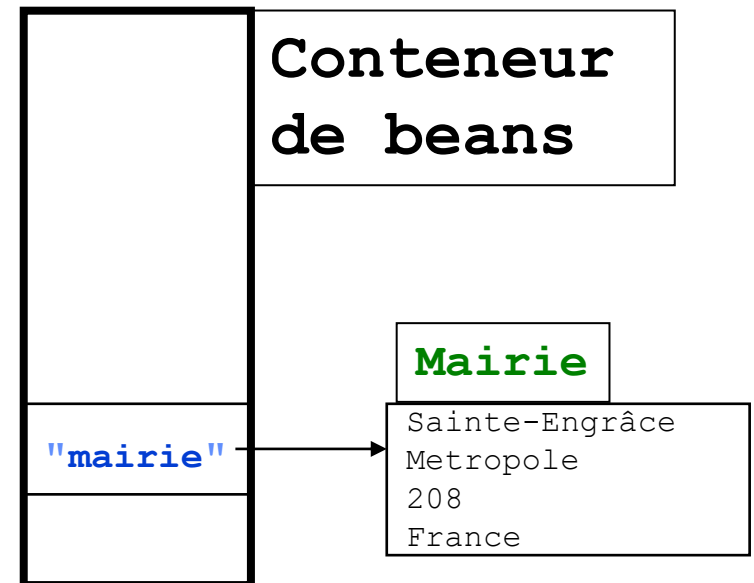 Conteneur
de beans
Mairie
"mairie"
Sainte-Engrâce
Metropole
208
France